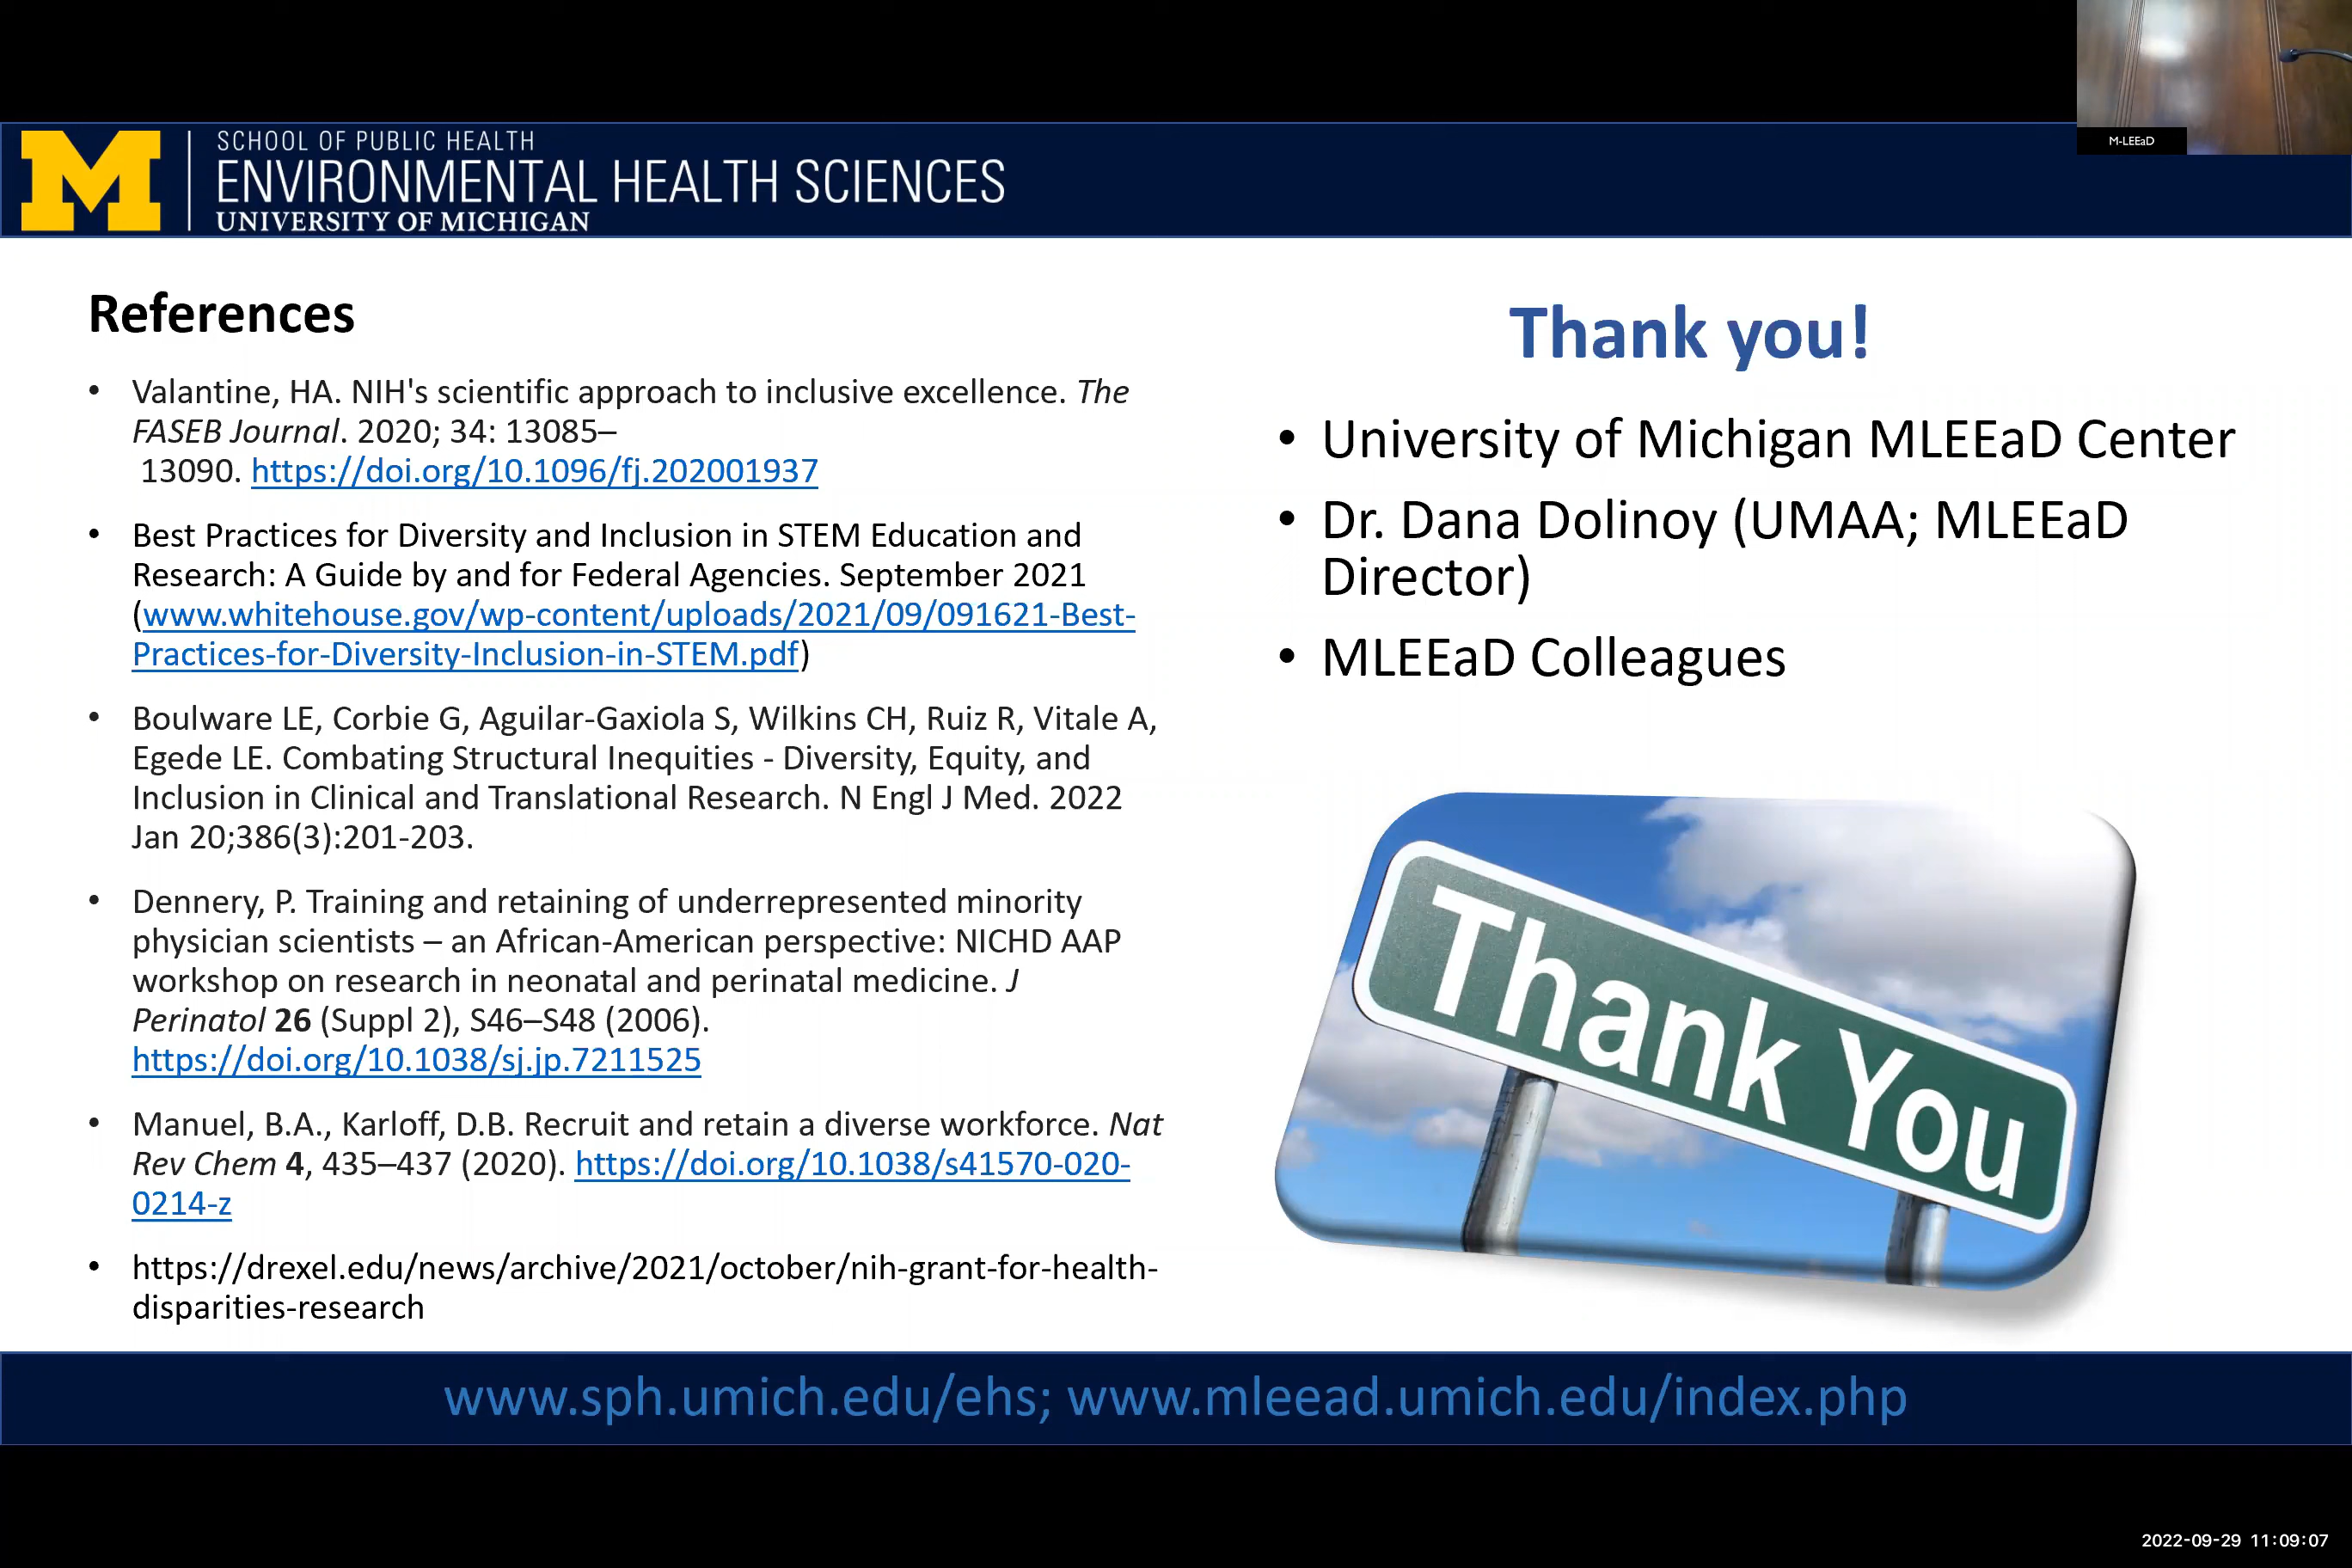 M-LEEaD
M
SCHOOL OF PUBLIC HEALTH
ENVIRONMENTAL HEALTH SCIENCES
UNIVERSITY OF MICHIGAN
References
• Valantine, HA. NIH's scientific approach to inclusive excellence. The
FASEB Journal. 2020; 34: 13085–
13090. https://doi.org/10.1096/fj.202001937
• Best Practices for Diversity and Inclusion in STEM Education and
Research: A Guide by and for Federal Agencies. September 2021
(www.whitehouse.gov/wp-content/uploads/2021/09/091621-Best-
Practices-for-Diversity-Inclusion-in-STEM.pdf)
• Boulware LE, Corbie G, Aguilar-Gaxiola S, Wilkins CH, Ruiz R, Vitale A,
Egede LE. Combating Structural Inequities - Diversity, Equity, and
Inclusion in Clinical and Translational Research. N Engl J Med. 2022
Jan 20;386(3):201-203.
• Dennery, P. Training and retaining of underrepresented minority
physician scientists – an African-American perspective: NICHD AAP
workshop on research in neonatal and perinatal medicine. J
Perinatol 26 (Suppl 2), S46–S48 (2006).
https://doi.org/10.1038/sj.jp.7211525
• Manuel, B.A., Karloff, D.B. Recruit and retain a diverse workforce. Nat
Rev Chem 4, 435–437 (2020). https://doi.org/10.1038/s41570-020-
0214-z
• https://drexel.edu/news/archive/2021/october/nih-grant-for-health-
disparities-research
Thank you!
• University of Michigan MLEEaD Center
• Dr. Dana Dolinoy (UMAA; MLEEaD
Director)
• MLEEaD Colleagues
Thank You
www.sph.umich.edu/ehs; www.mleead.umich.edu/index.php
2022-09-29 11:09:07